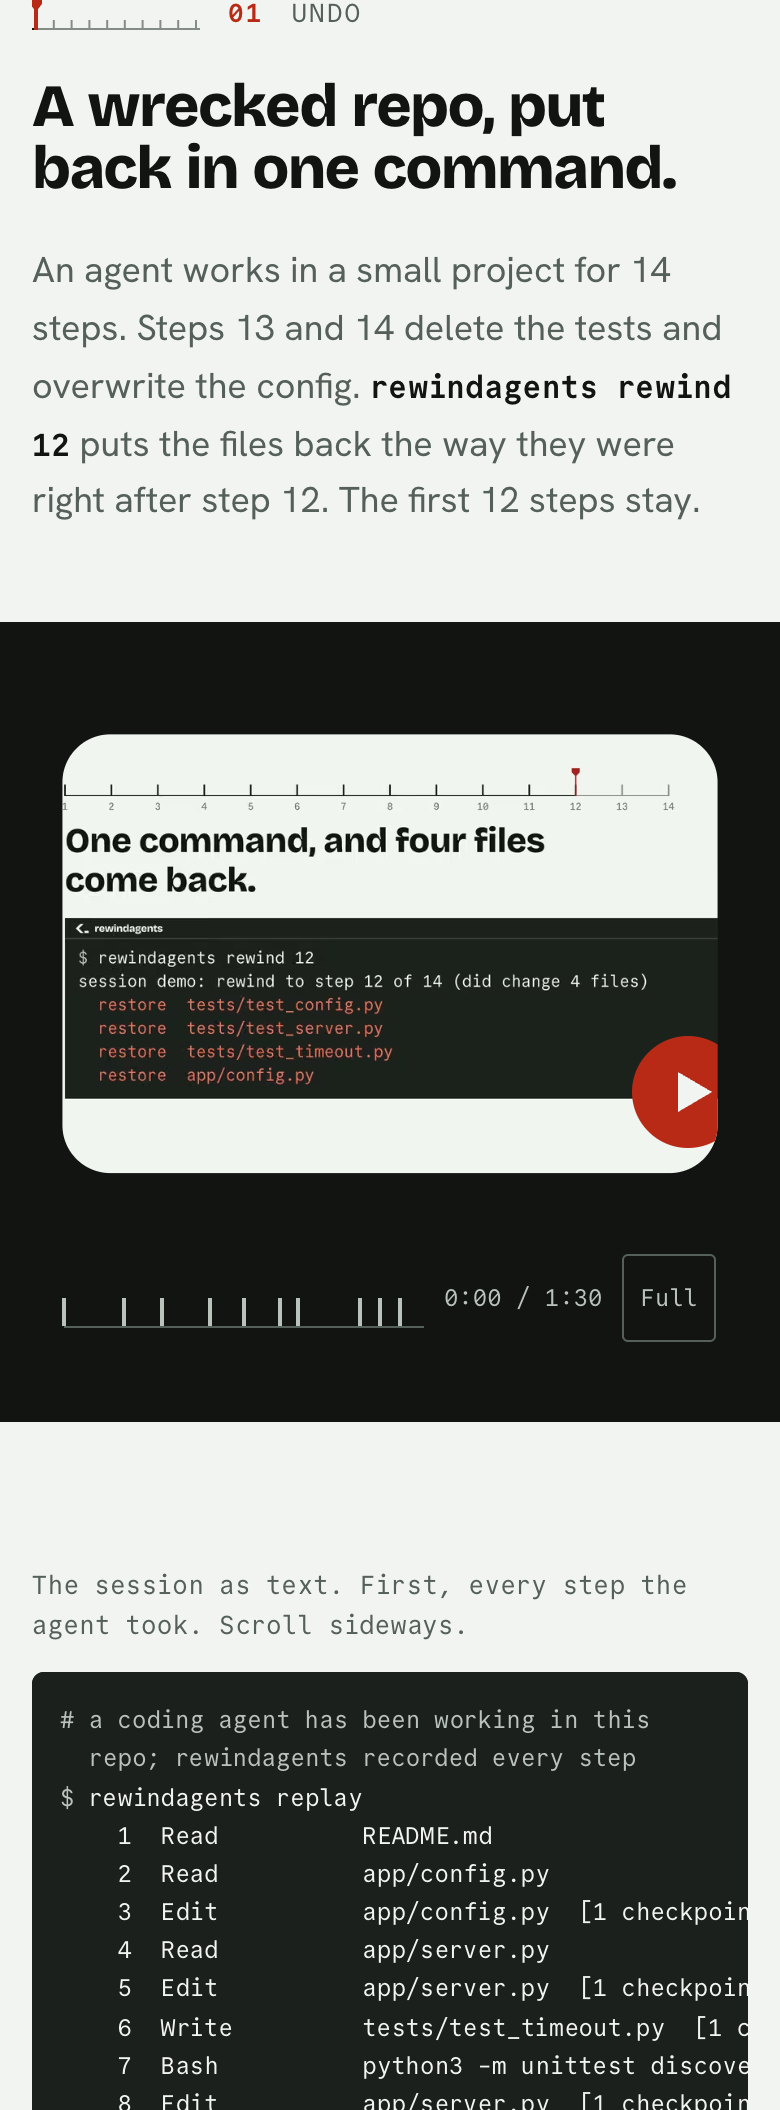 01 UNDO
A wrecked repo, put
back in one command.
An agent works in a small project for 14
steps. Steps 13 and 14 delete the tests and
overwrite the config. rewindagents rewind
12 puts the files back the way they were
right after step 12. The first 12 steps stay.
1 2 3 4 5 6 7 8 9 10 11 12 13 14
One command, and four files
come back.
rewindagents
$ rewindagents rewind 12
session demo: rewind to step 12 of 14 (did change 4 files)
restore tests/test_config.py
restore tests/test_server.py
restore tests/test_timeout.py
restore app/config.py
0:00 / 1:30 Full
The session as text. First, every step the
agent took. Scroll sideways.
# a coding agent has been working in this
repo; rewindagents recorded every step
$ rewindagents replay
1 Read README.md
2 Read app/config.py
3 Edit app/config.py [1 checkpoin
4 Read app/server.py
5 Edit app/server.py [1 checkpoin
6 Write tests/test_timeout.py [1 c
7 Bash python3 -m unittest discove
8 Edit app/server.py [1 checkpoin